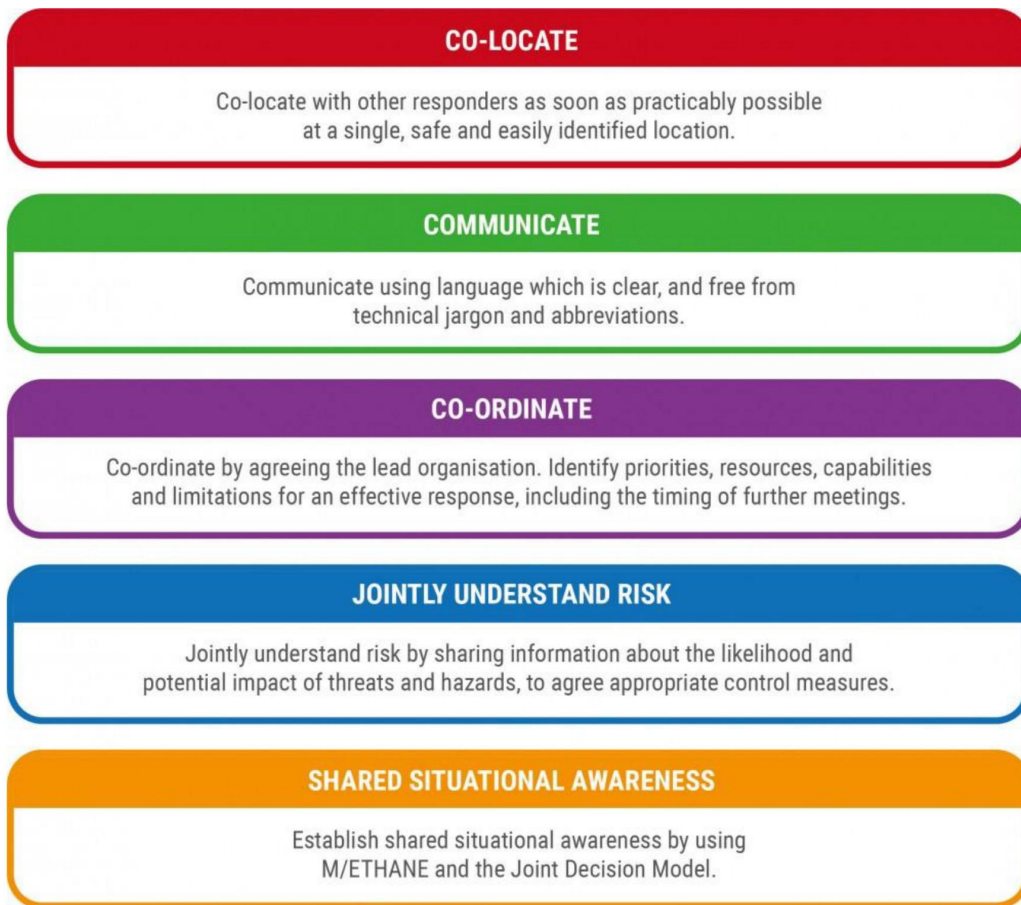 CO-LOCATE
Co-locate with other responders as soon as practicably possible
at a single, safe and easily identified location.
COMMUNICATE
Communicate using language which is clear, and free from
technical jargon and abbreviations.
CO-ORDINATE
Co-ordinate by agreeing the lead organisation. Identify priorities, resources, capabilities
and limitations for an effective response, including the timing of further meetings.
JOINTLY UNDERSTAND RISK
Jointly understand risk by sharing information about the likelihood and
potential impact of threats and hazards, to agree appropriate control measures.
SHARED SITUATIONAL AWARENESS
Establish shared situational awareness by using
M/ETHANE and the Joint Decision Model.